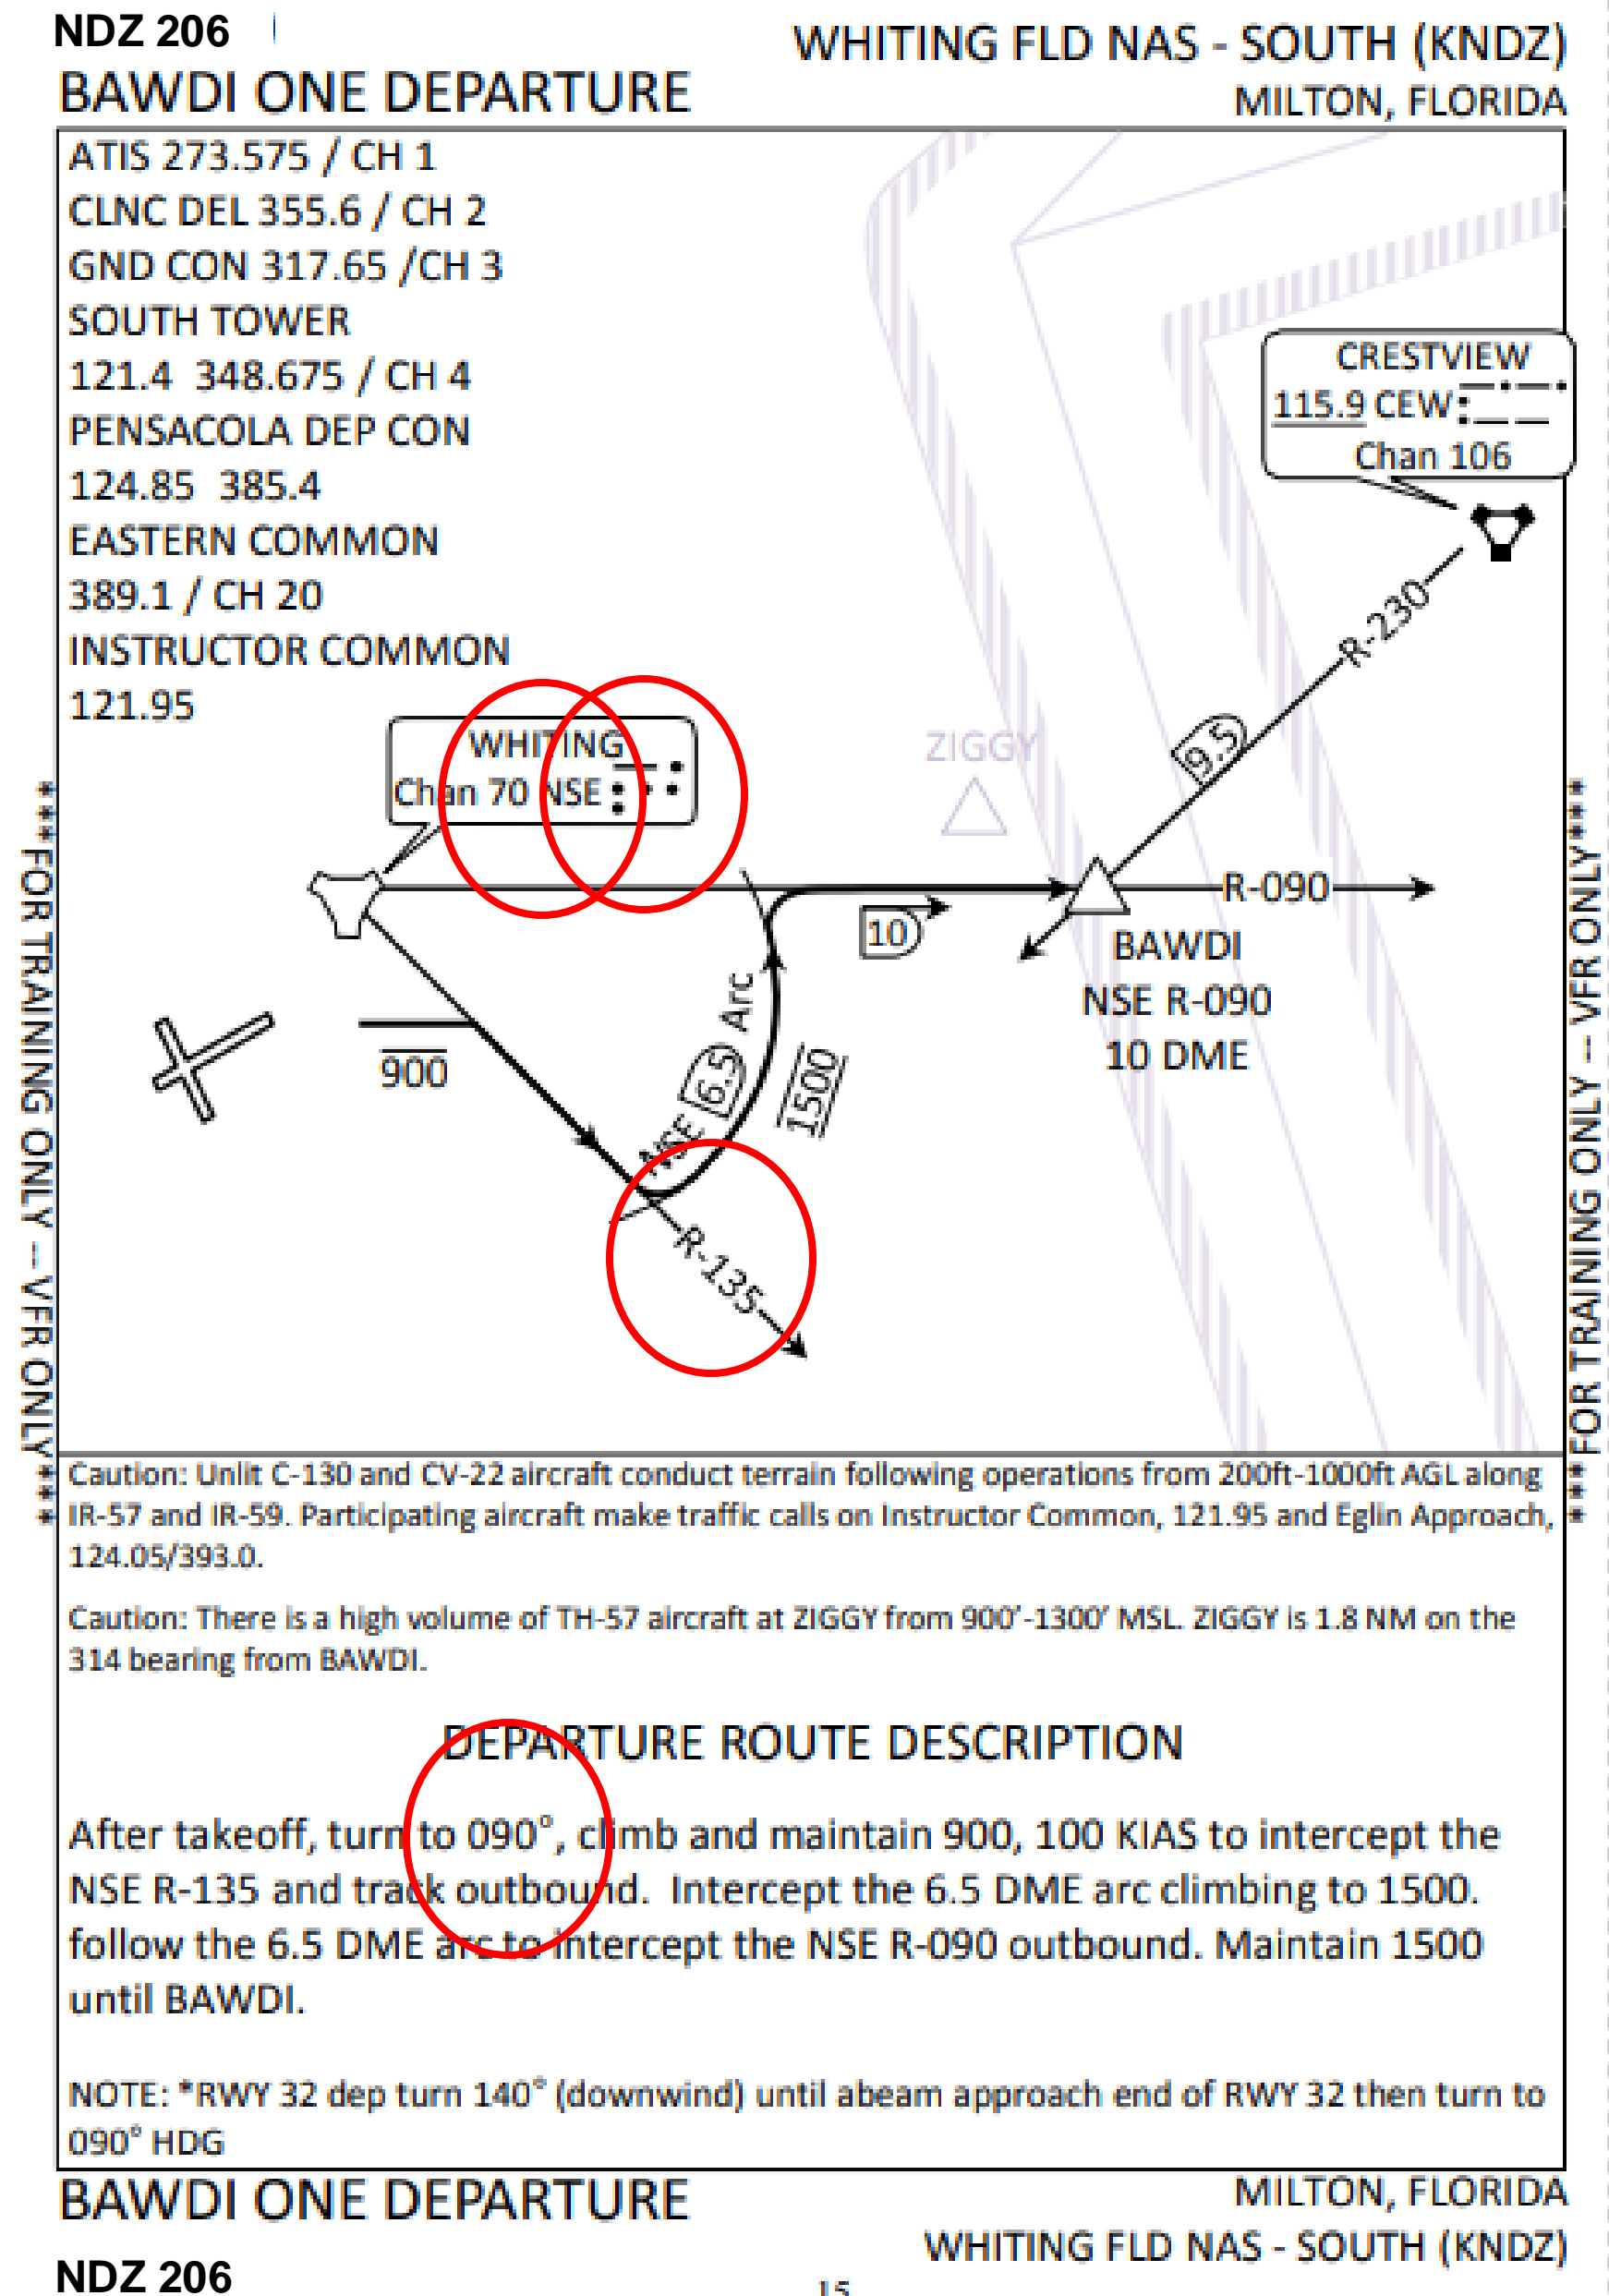 NDZ 206
BAWDI ONE DEPARTURE
WHITING FLD NAS - SOUTH (KNDZ)
MILTON, FLORIDA
ATIS 273.575 / CH 1
CLNC DEL 355.6 / CH 2
GND CON 317.65 /CH 3
SOUTH TOWER
121.4 348.675 / CH 4
PENSACOLA DEP CON
124.85 385.4
EASTERN COMMON
389.1 / CH 20
INSTRUCTOR COMMON
121.95
CRESTVIEW
115.9 CEW
Chan 106
R-230
9.5
WHITING
Chan 70 NSE
ZIGGY
R-090
10
BAWDI
NSE R-090
10 DME
900
NSE 6.5 Arc
1500
R-135
***FOR TRAINING ONLY -- VFR ONLY***
***FOR TRAINING ONLY -- VFR ONLY***
Caution: Unlit C-130 and CV-22 aircraft conduct terrain following operations from 200ft-1000ft AGL along
IR-57 and IR-59. Participating aircraft make traffic calls on Instructor Common, 121.95 and Eglin Approach,
124.05/393.0.
Caution: There is a high volume of TH-57 aircraft at ZIGGY from 900'-1300' MSL. ZIGGY is 1.8 NM on the
314 bearing from BAWDI.
DEPARTURE ROUTE DESCRIPTION
After takeoff, turn to 090°, climb and maintain 900, 100 KIAS to intercept the
NSE R-135 and track outbound. Intercept the 6.5 DME arc climbing to 1500.
follow the 6.5 DME arc to intercept the NSE R-090 outbound. Maintain 1500
until BAWDI.
NOTE: *RWY 32 dep turn 140° (downwind) until abeam approach end of RWY 32 then turn to
090° HDG
BAWDI ONE DEPARTURE
MILTON, FLORIDA
WHITING FLD NAS - SOUTH (KNDZ)
NDZ 206
15